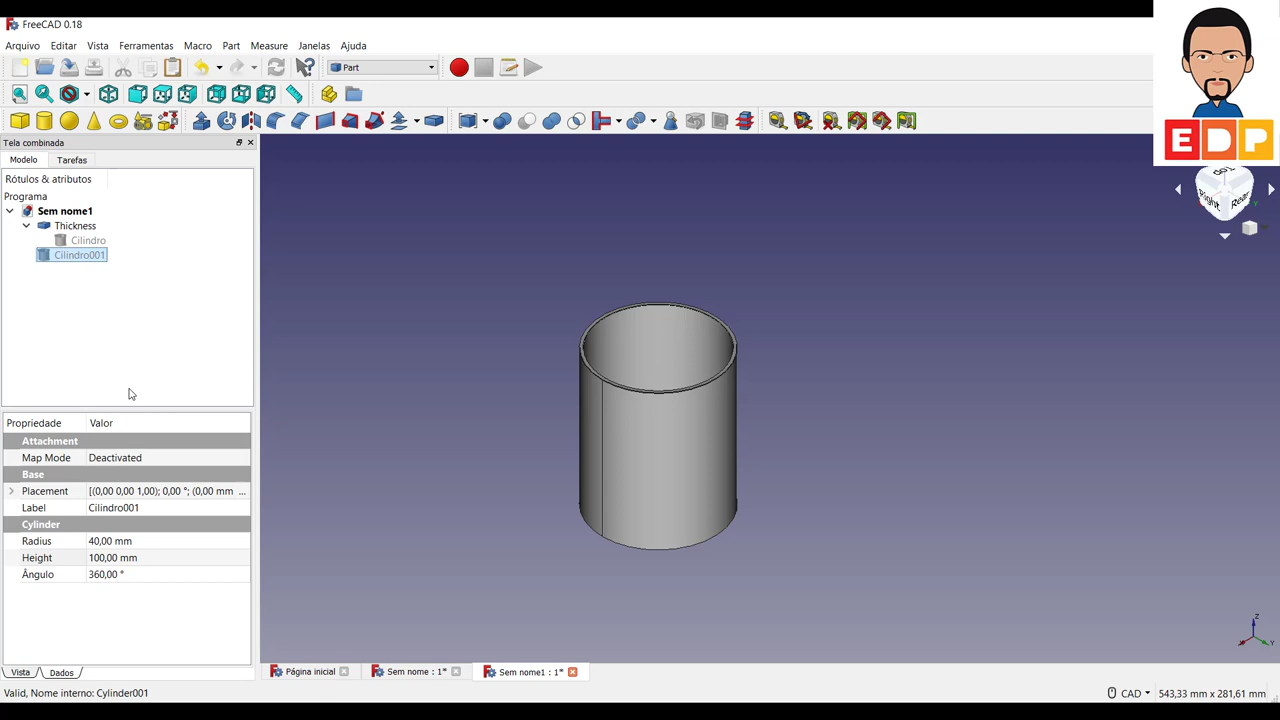 FreeCAD 0.18
Arquivo Editar Vista Ferramentas Macro Part Measure Janelas Ajuda
Part
EDP
Tela combinada
Modelo Tarefas
Rótulos & atributos
Programa
Sem nome1
Thickness
Cilindro
Cilindro001
Right Rear
Propriedade Valor
Attachment
Map Mode Deactivated
Base
Placement [(0,00 0,00 1,00); 0,00 °; (0,00 mm ...
Label Cilindro001
Cylinder
Radius 40,00 mm
Height 100,00 mm
Ângulo 360,00 °
Z
X Y
Vista Dados
Página inicial Sem nome : 1* Sem nome1 : 1*
Valid, Nome interno: Cylinder001 CAD 543,33 mm x 281,61 mm